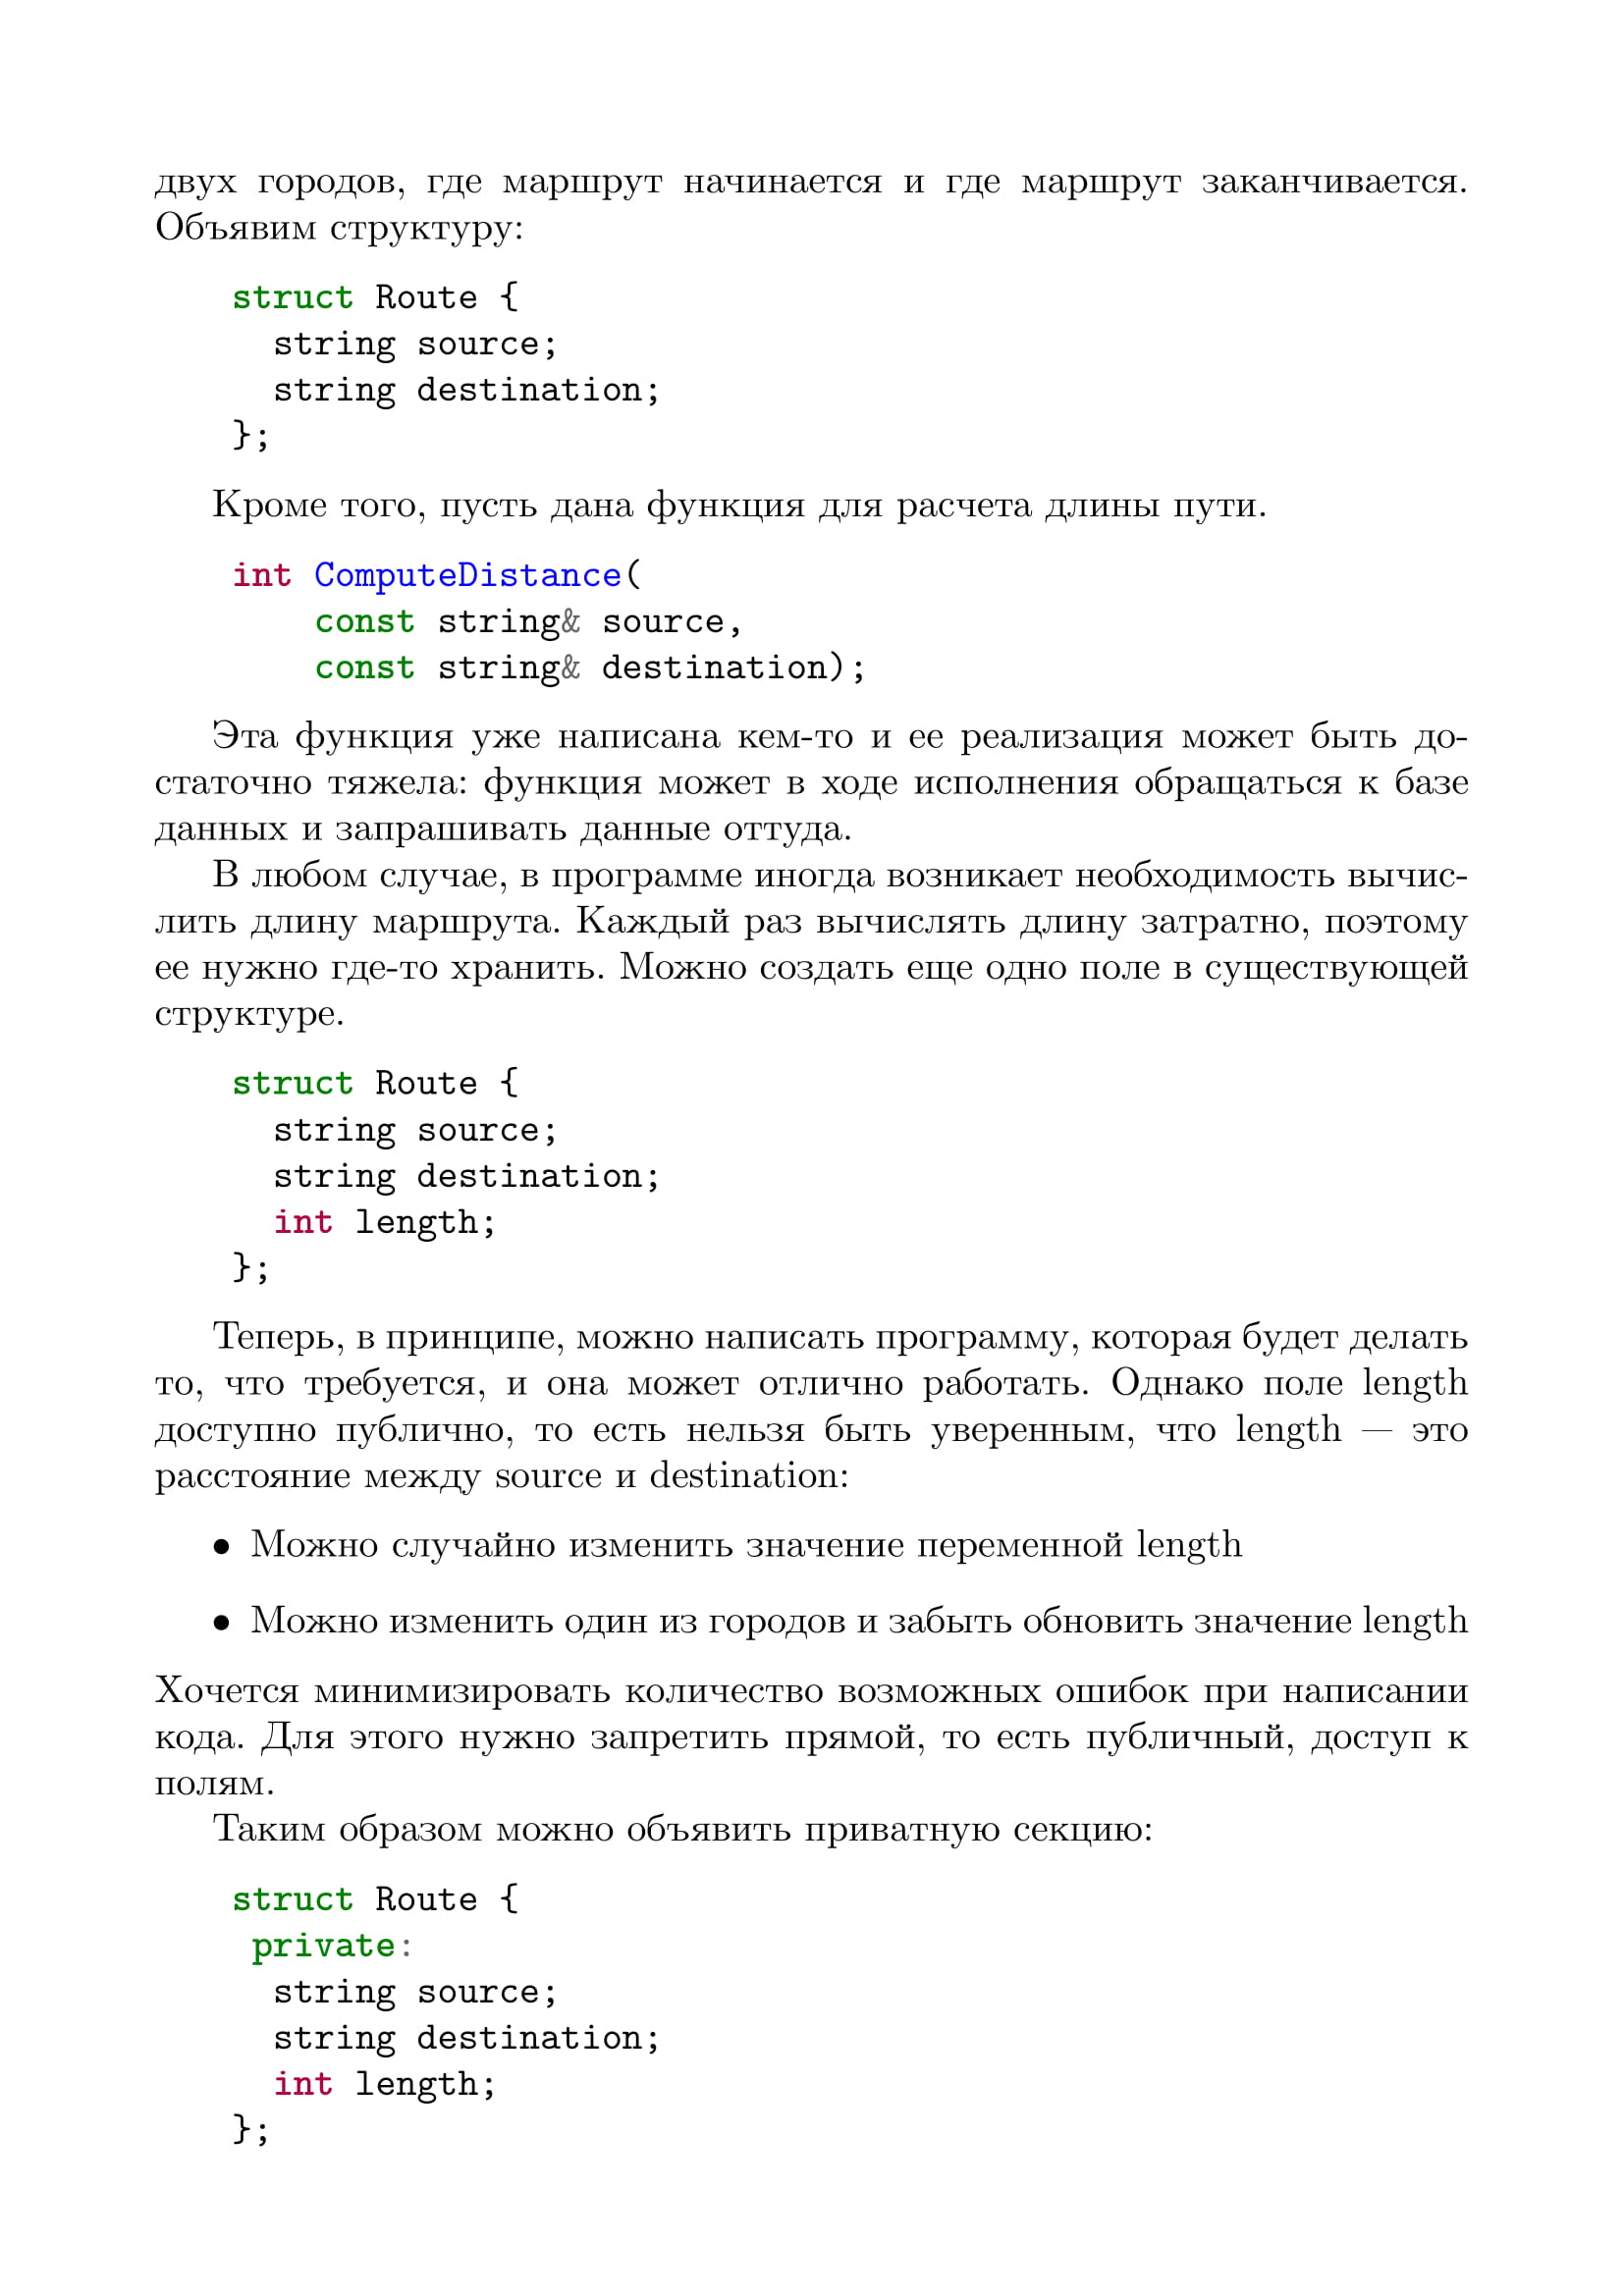 двух городов, где маршрут начинается и где маршрут заканчивается.
Объявим структуру:
struct Route {
  string source;
  string destination;
};
Кроме того, пусть дана функция для расчета длины пути.
int ComputeDistance(
    const string& source,
    const string& destination);
Эта функция уже написана кем-то и ее реализация может быть до-
статочно тяжела: функция может в ходе исполнения обращаться к базе
данных и запрашивать данные оттуда.
В любом случае, в программе иногда возникает необходимость вычис-
лить длину маршрута. Каждый раз вычислять длину затратно, поэтому
ее нужно где-то хранить. Можно создать еще одно поле в существующей
структуре.
struct Route {
  string source;
  string destination;
  int length;
};
Теперь, в принципе, можно написать программу, которая будет делать
то, что требуется, и она может отлично работать. Однако поле length
доступно публично, то есть нельзя быть уверенным, что length — это
расстояние между source и destination:
• Можно случайно изменить значение переменной length
• Можно изменить один из городов и забыть обновить значение length
Хочется минимизировать количество возможных ошибок при написании
кода. Для этого нужно запретить прямой, то есть публичный, доступ к
полям.
Таким образом можно объявить приватную секцию:
struct Route {
 private:
  string source;
  string destination;
  int length;
};